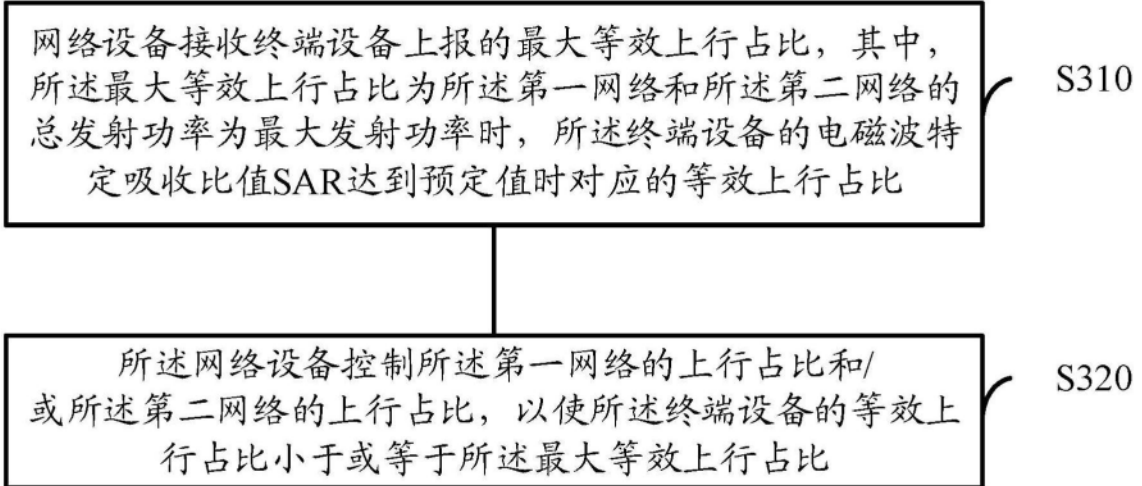 网络设备接收终端设备上报的最大等效上行占比，其中，
所述最大等效上行占比为所述第一网络和所述第二网络的
总发射功率为最大发射功率时，所述终端设备的电磁波特
定吸收比值SAR达到预定值时对应的等效上行占比
S310
所述网络设备控制所述第一网络的上行占比和/
或所述第二网络的上行占比，以使所述终端设备的等效上
行占比小于或等于所述最大等效上行占比
S320